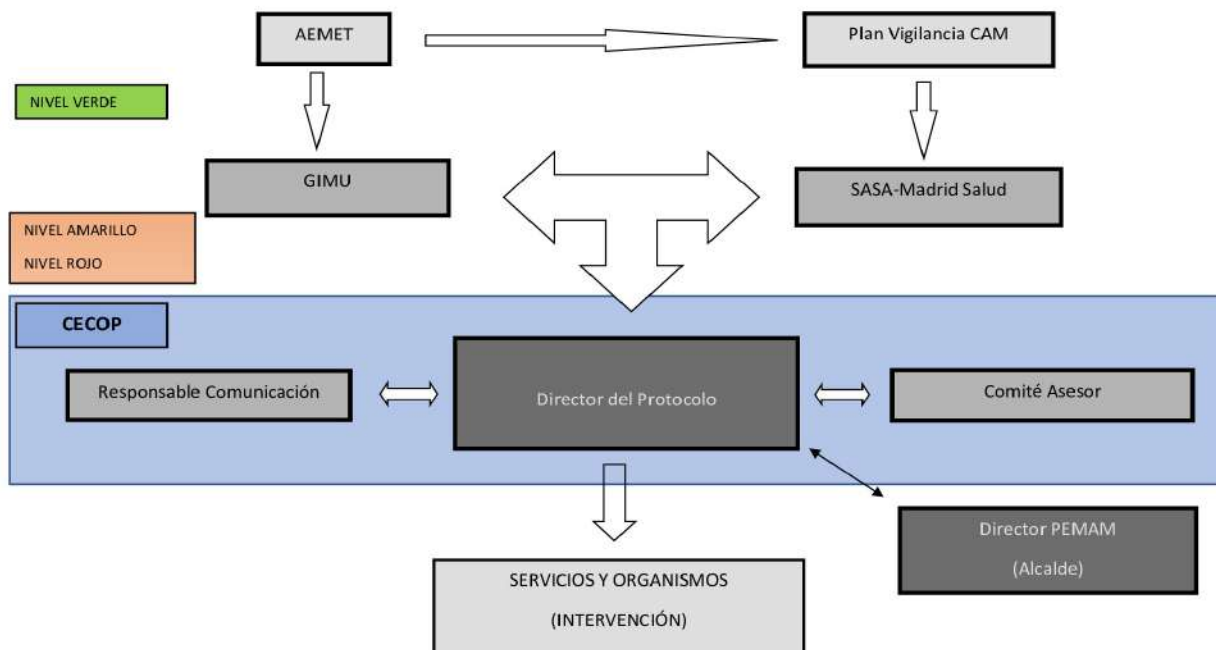 AEMET
Plan Vigilancia CAM
NIVEL VERDE
GIMU
SASA-Madrid Salud
NIVEL AMARILLO
NIVEL ROJO
CECOP
Responsable Comunicación
Director del Protocolo
Comité Asesor
Director PEMAM
(Alcalde)
SERVICIOS Y ORGANISMOS
(INTERVENCIÓN)